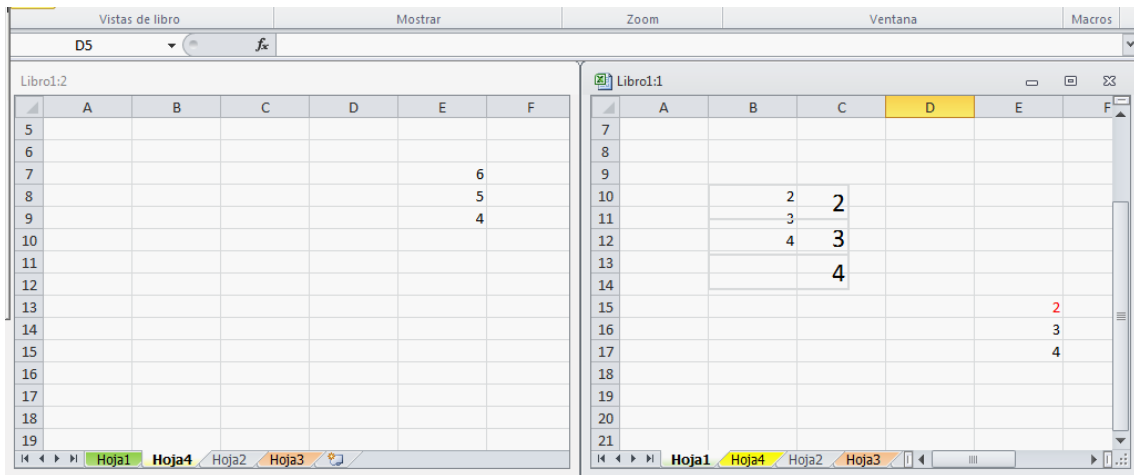 Vistas de libro Mostrar Zoom Ventana Macros
D5 fx
Libro1:2
A B C D E F
5
6
7 6
8 5
9 4
10
11
12
13
14
15
16
17
18
19
Hoja1 Hoja4 Hoja2 Hoja3
Libro1:1
A B C D E F
7
8
9
10 2 2
11 3
12 4 3
13
14 4
15 2
16 3
17 4
18
19
20
21
Hoja1 Hoja4 Hoja2 Hoja3